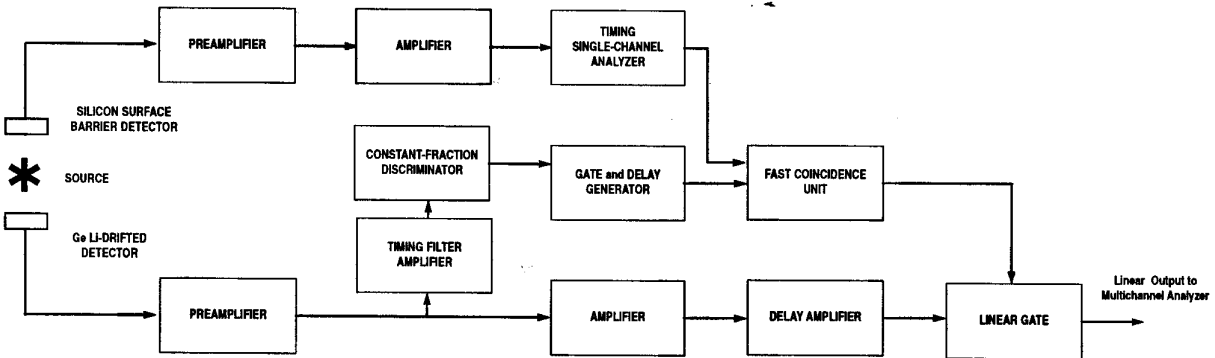 PREAMPLIFIER
AMPLIFIER
TIMING
SINGLE-CHANNEL
ANALYZER
SILICON SURFACE
BARRIER DETECTOR
CONSTANT-FRACTION
DISCRIMINATOR
GATE and DELAY
GENERATOR
FAST COINCIDENCE
UNIT
SOURCE
Ge Li-DRIFTED
DETECTOR
TIMING FILTER
AMPLIFIER
PREAMPLIFIER
AMPLIFIER
DELAY AMPLIFIER
LINEAR GATE
Linear Output to
Multichannel Analyzer